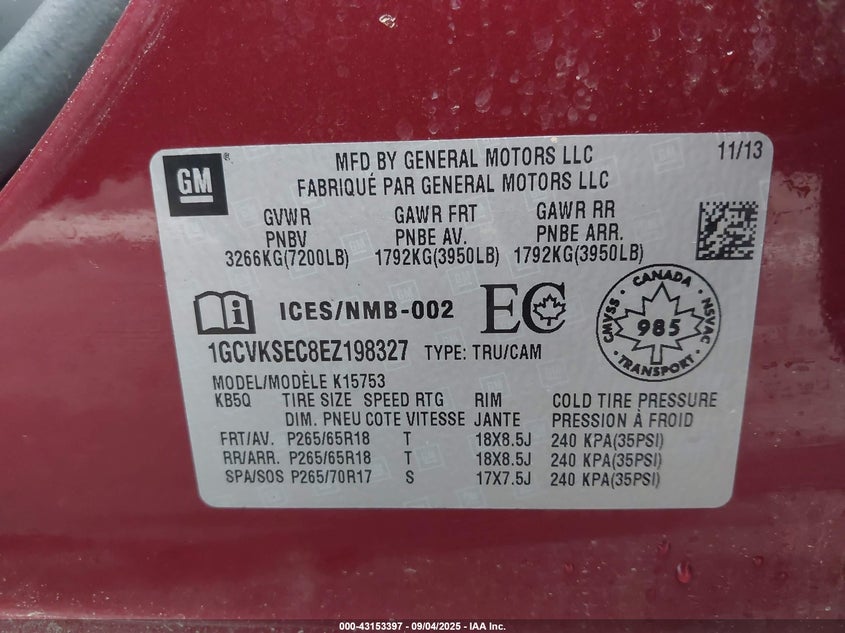 GM
MFD BY GENERAL MOTORS LLC
FABRIQUÉ PAR GENERAL MOTORS LLC
11/13
GVWR GAWR FRT GAWR RR
PNBV PNBE AV. PNBE ARR.
3266KG(7200LB) 1792KG(3950LB) 1792KG(3950LB)
ICES/NMB-002 EC
CANADA
CMVSS 985 NSVAC
TRANSPORT
1GCVKSEC8EZ198327 TYPE: TRU/CAM
MODEL/MODÈLE K15753
KB5Q TIRE SIZE SPEED RTG RIM COLD TIRE PRESSURE
DIM. PNEU COTE VITESSE JANTE PRESSION À FROID
FRT/AV. P265/65R18 T 18X8.5J 240 KPA(35PSI)
RR/ARR. P265/65R18 T 18X8.5J 240 KPA(35PSI)
SPA/SOS P265/70R17 S 17X7.5J 240 KPA(35PSI)
000-43153397 - 09/04/2025 - IAA Inc.